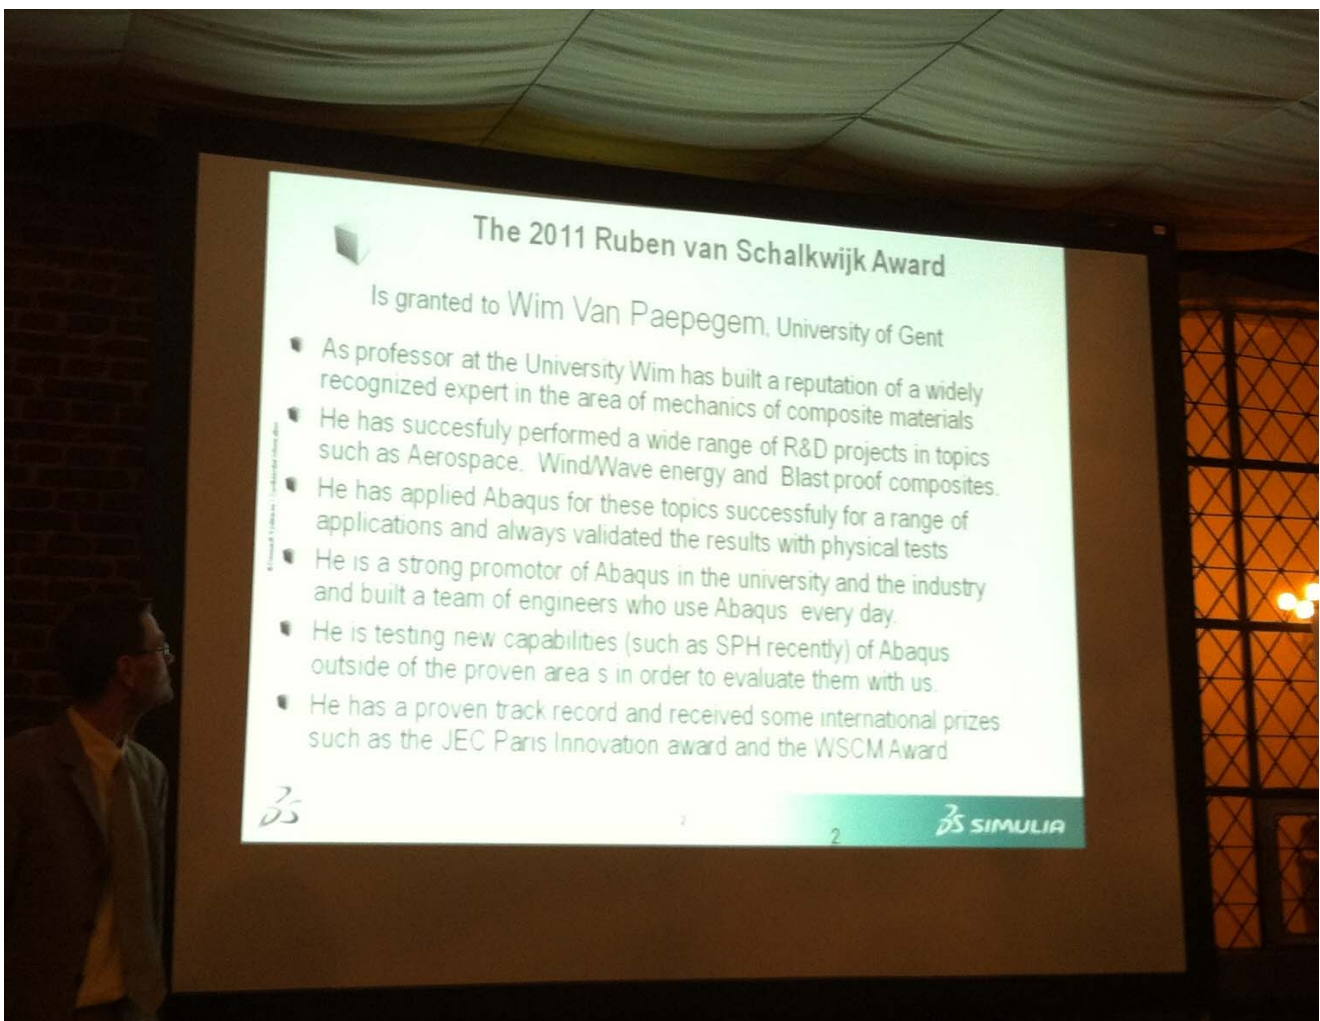 The 2011 Ruben van Schalkwijk Award
Is granted to Wim Van Paepegem, University of Gent
As professor at the University Wim has built a reputation of a widely
recognized expert in the area of mechanics of composite materials
He has succesfuly performed a wide range of R&D projects in topics
such as Aerospace. Wind/Wave energy and Blast proof composites.
He has applied Abaqus for these topics successfuly for a range of
applications and always validated the results with physical tests
He is a strong promotor of Abaqus in the university and the industry
and built a team of engineers who use Abaqus every day.
He is testing new capabilities (such as SPH recently) of Abaqus
outside of the proven area s in order to evaluate them with us.
He has a proven track record and received some international prizes
such as the JEC Paris Innovation award and the WSCM Award
2
2
DS SIMULIA